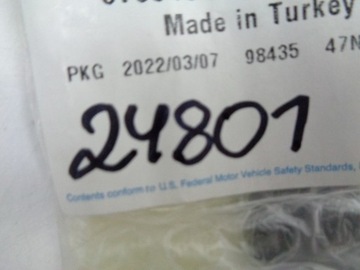 Made in Turkey
PKG 2022/03/07 98435 47N
24801
Contents conform to U.S. Federal Motor Vehicle Safety Standards,